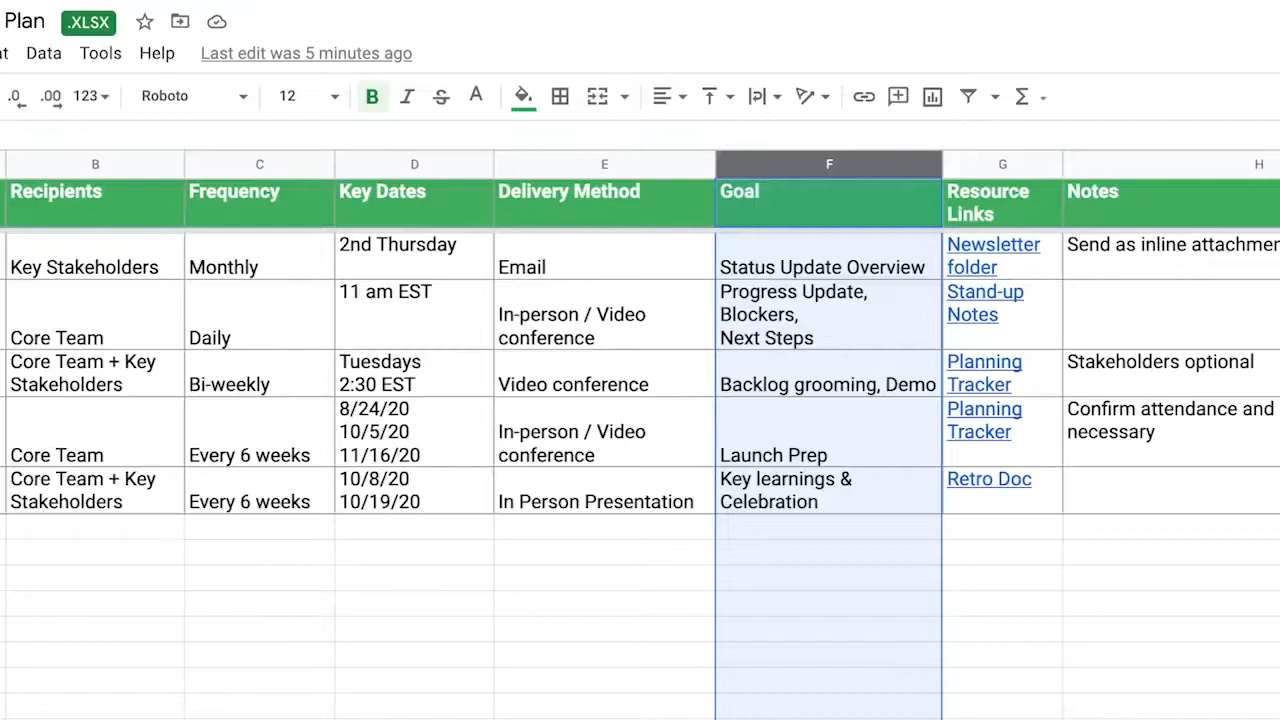 Plan .XLSX
at Data Tools Help Last edit was 5 minutes ago
.0 .00 123 Roboto 12 B I S A Σ
B C D E F G H
Recipients Frequency Key Dates Delivery Method Goal Resource Links Notes
Key Stakeholders Monthly 2nd Thursday Email Status Update Overview Newsletter folder Send as inline attachmen
Core Team Daily 11 am EST In-person / Video conference Progress Update, Blockers, Next Steps Stand-up Notes
Core Team + Key Stakeholders Bi-weekly Tuesdays 2:30 EST Video conference Backlog grooming, Demo Planning Tracker Stakeholders optional
Core Team Every 6 weeks 8/24/20 10/5/20 11/16/20 In-person / Video conference Launch Prep Planning Tracker Confirm attendance and necessary
Core Team + Key Stakeholders Every 6 weeks 10/8/20 10/19/20 In Person Presentation Key learnings & Celebration Retro Doc